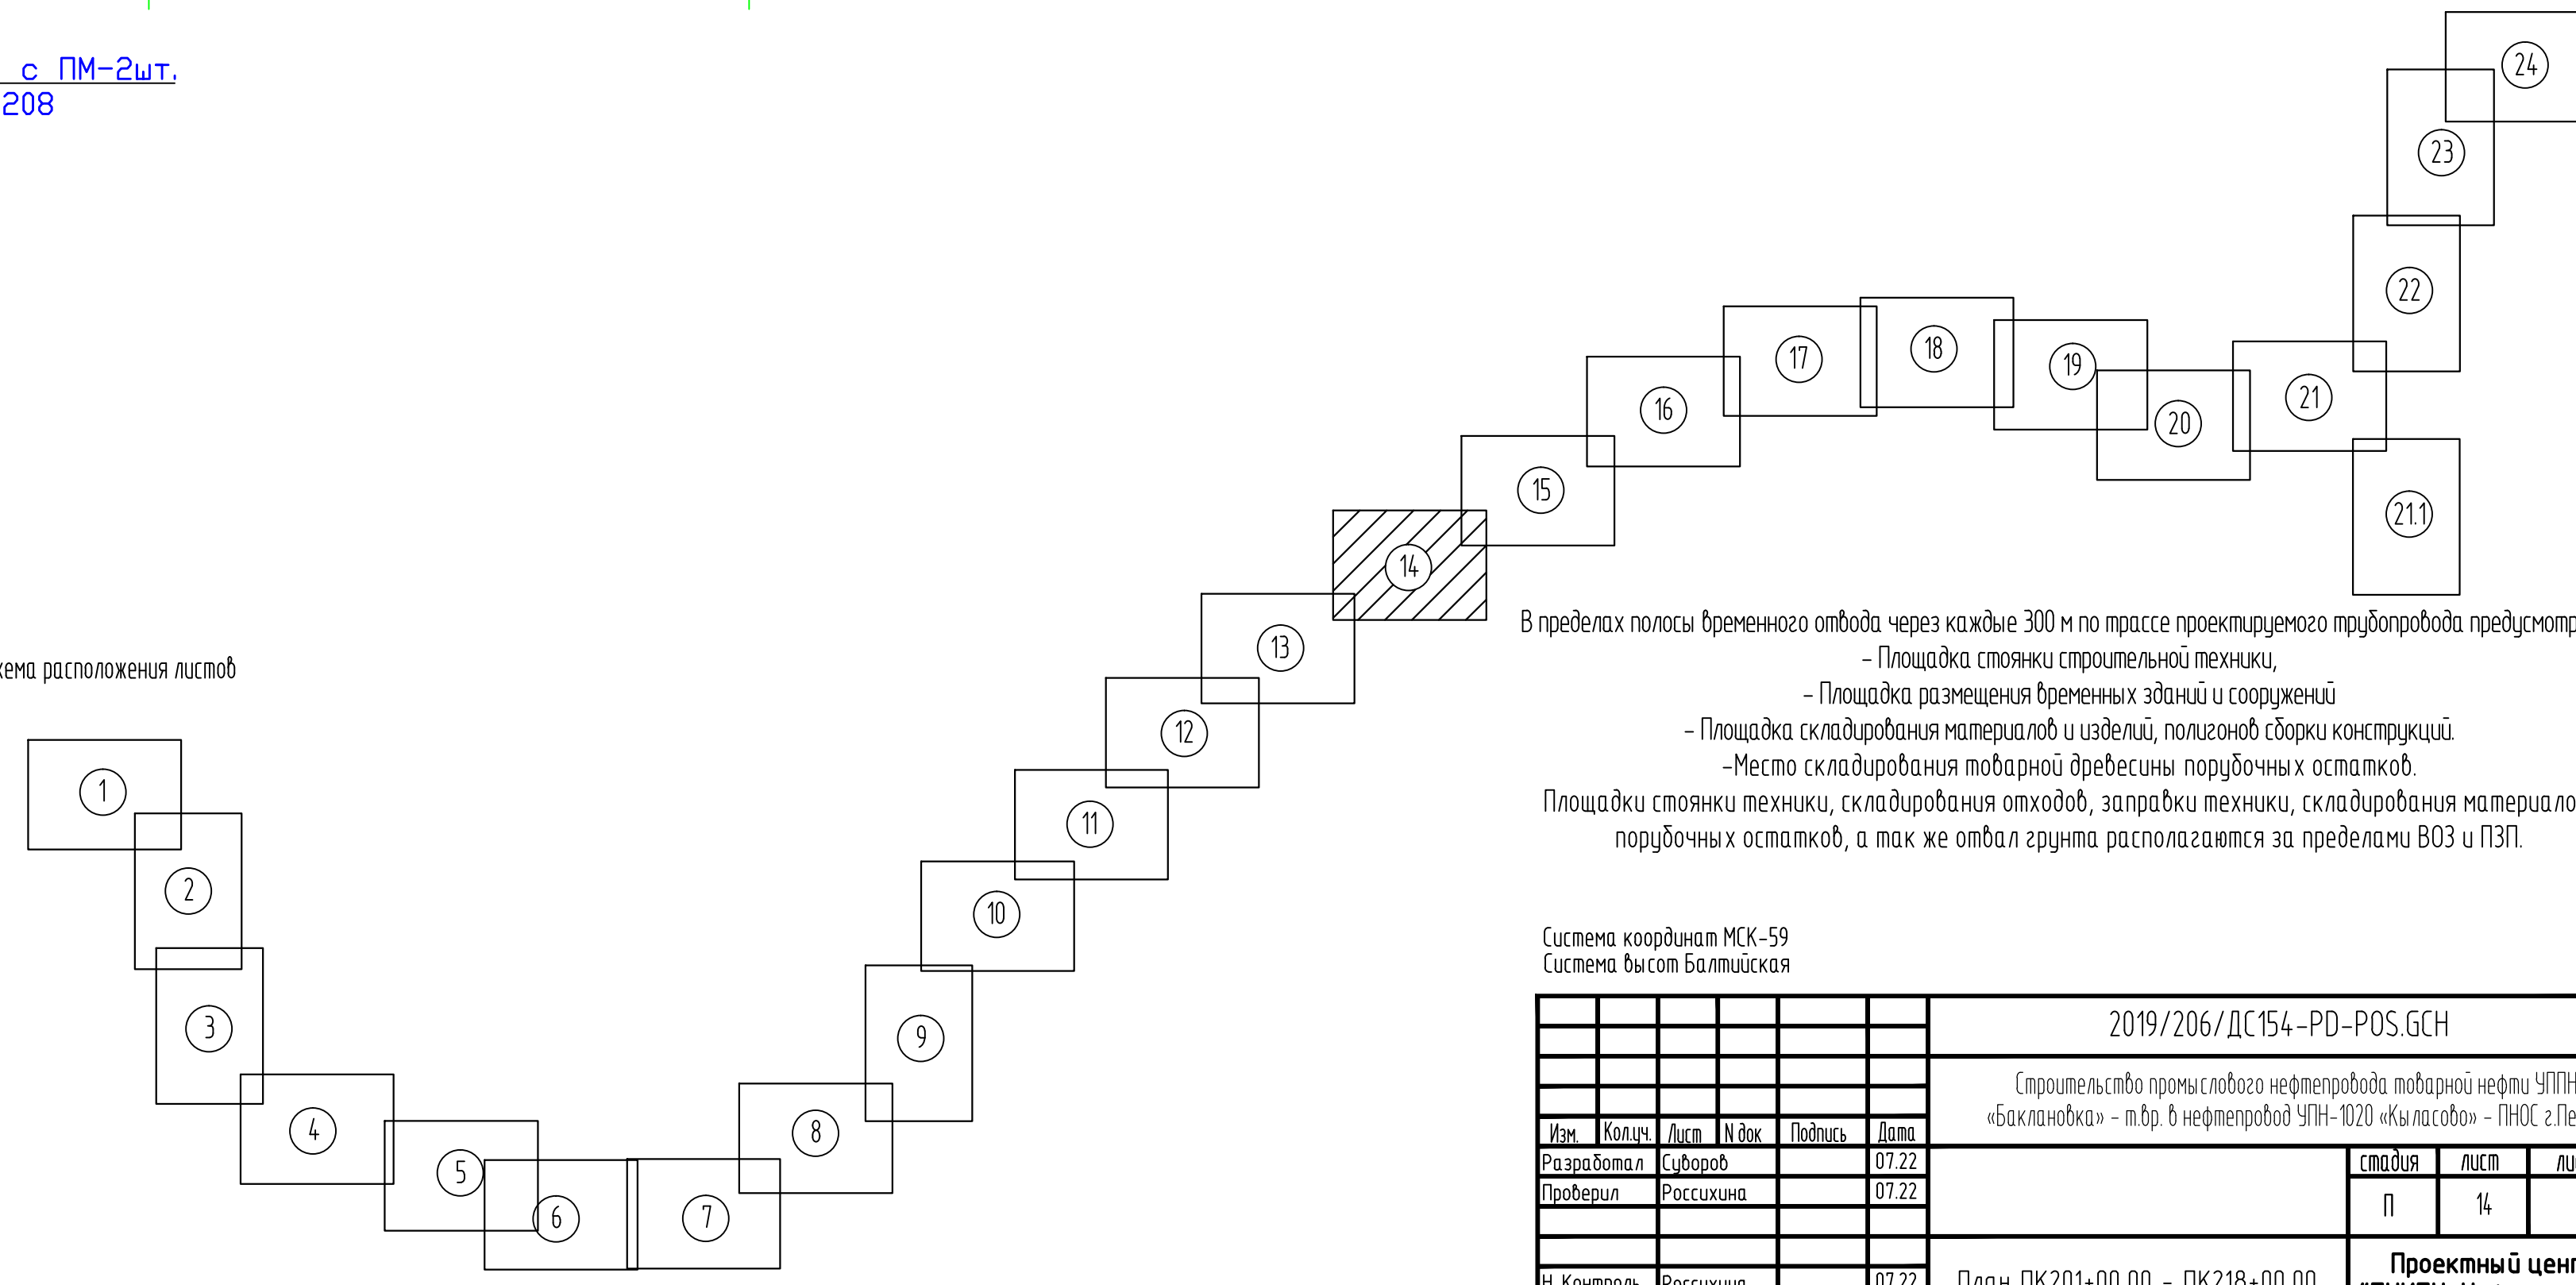 с ПМ-2шт.
208
24
23
22
17
18
19
16
21
20
15
21.1
14
В пределах полосы временного отвода через каждые 300 м по трассе проектируемого трубопровода
- Площадка стоянки строительной техники,
- Площадка размещения временных зданий и сооружений
- Площадка складирования материалов и изделий, полигонов сборки конструкций.
-Место складирования товарной древесины порубочных остатков.
Площадки стоянки техники, складирования отходов, заправки техники, складирования
порубочных остатков, а так же отвал грунта располагаются за пределами ВОЗ и ПЗП.
13
расположения листов
12
1
11
2
10
3
9
4
8
5
6
7
Система координат МСК-59
Система высот Балтийская
2019/206/ДС154-PD-POS.GCH
Строительство промыслового нефтепровода товарной нефти УППН
«Баклановка» - т.вр. в нефтепровод УПН-1020 «Кыласово» - ПНОС
Изм. Кол.уч. Лист N док Подпись Дата
Разработал Суворов 07.22
Проверил Россихина 07.22
стадия лист
П 14
Н. Контроль Россихина 07.22
План ПК201+00.00 - ПК218+00.00
Проектный